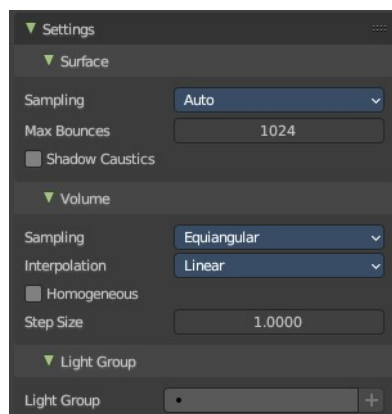 Settings
Surface
Sampling Auto
Max Bounces 1024
Shadow Caustics
Volume
Sampling Equiangular
Interpolation Linear
Homogeneous
Step Size 1.0000
Light Group
Light Group